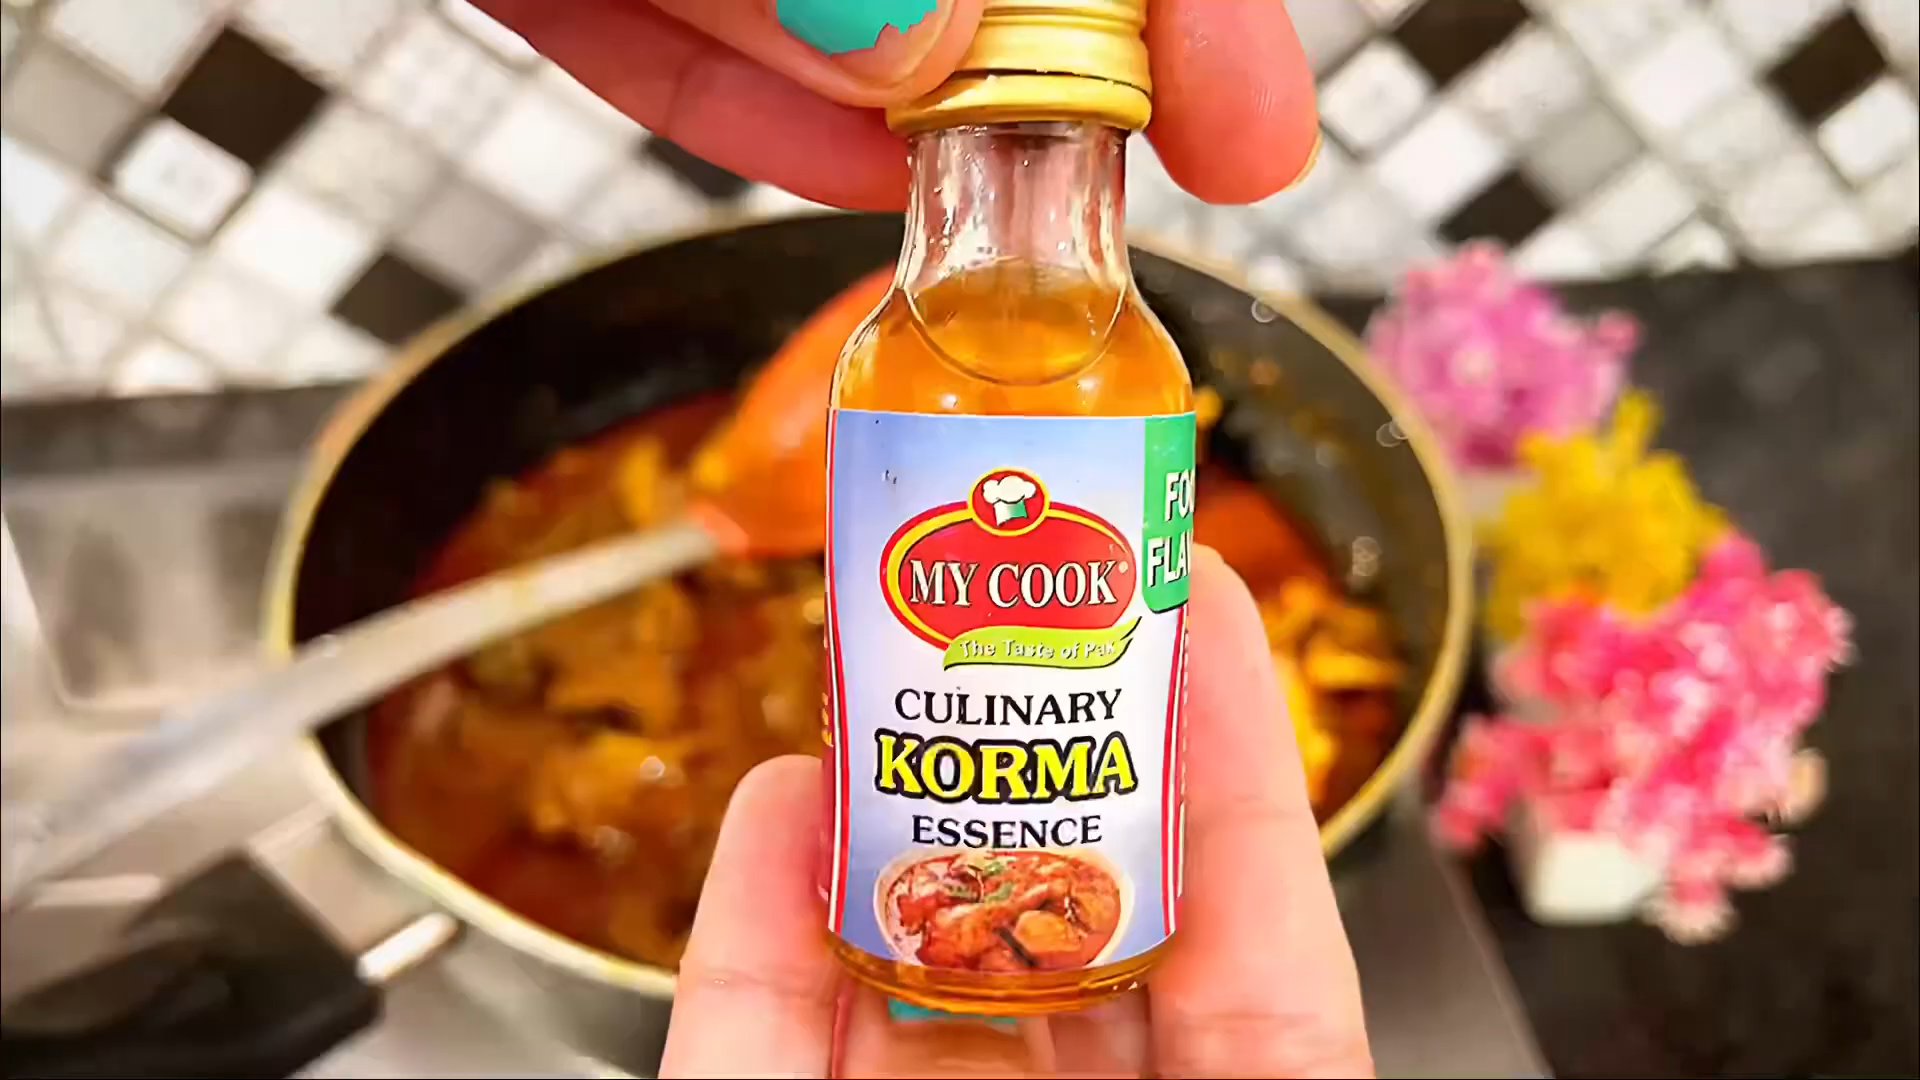 MY COOK®
The Taste of Pak
CULINARY
KORMA
ESSENCE